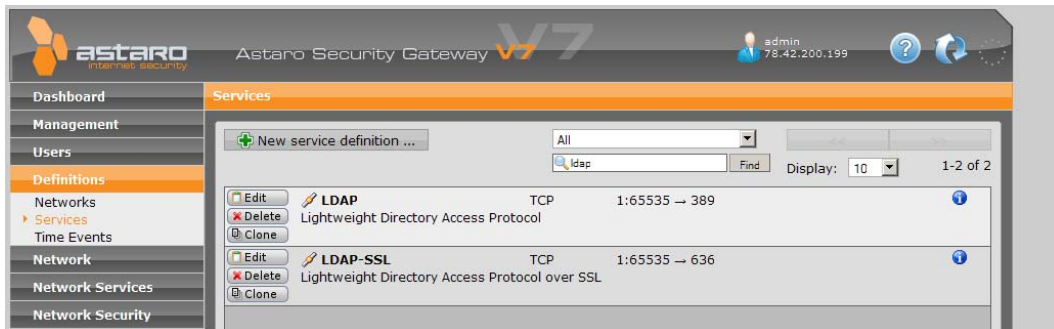 astaro
internet security
Astaro Security Gateway V7
V7
admin
78.42.200.199
?
Dashboard
Management
Users
Definitions
Networks
Services
Time Events
Network
Network Services
Network Security
Services
New service definition ...
All
<< >>
ldap
Find
Display: 10
1-2 of 2
Edit
LDAP TCP 1:65535 → 389
Delete
Lightweight Directory Access Protocol
Clone
Edit
LDAP-SSL TCP 1:65535 → 636
Delete
Lightweight Directory Access Protocol over SSL
Clone